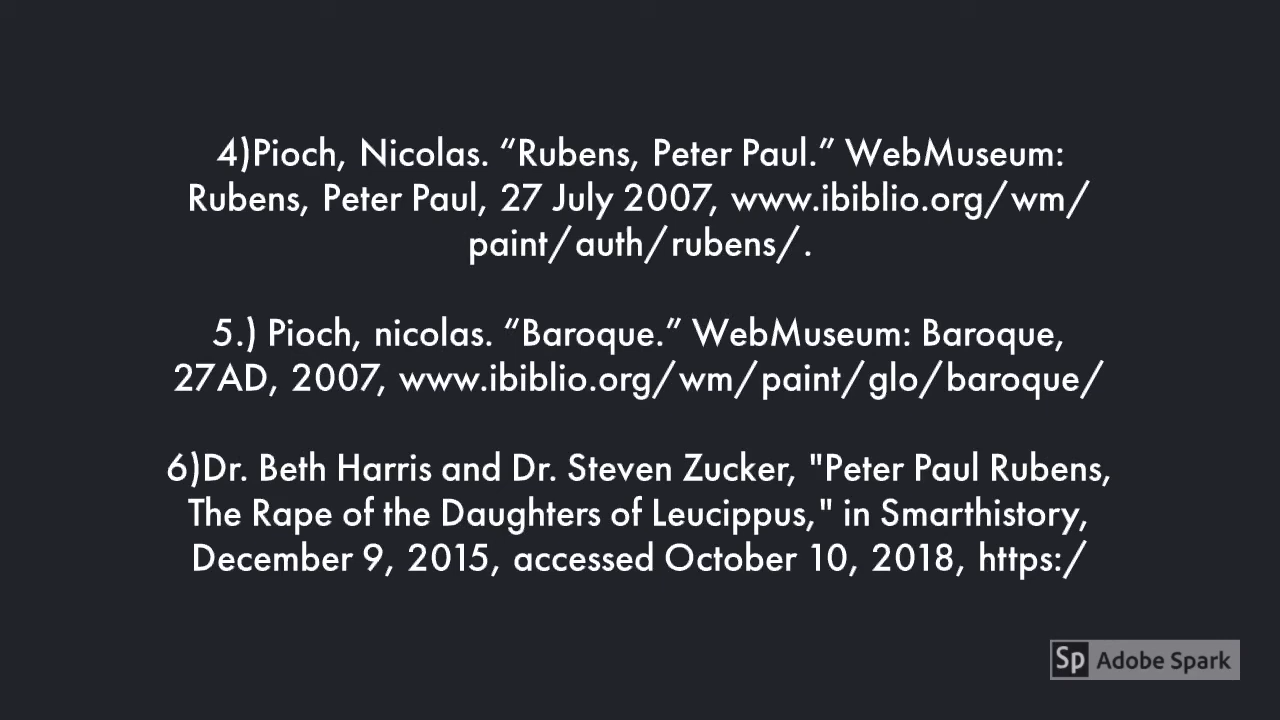 4)Pioch, Nicolas. “Rubens, Peter Paul.” WebMuseum:
Rubens, Peter Paul, 27 July 2007, www.ibiblio.org/wm/
paint/auth/rubens/.
5.) Pioch, nicolas. “Baroque.” WebMuseum: Baroque,
27AD, 2007, www.ibiblio.org/wm/paint/glo/baroque/
6)Dr. Beth Harris and Dr. Steven Zucker, "Peter Paul Rubens,
The Rape of the Daughters of Leucippus," in Smarthistory,
December 9, 2015, accessed October 10, 2018, https:/
Sp Adobe Spark